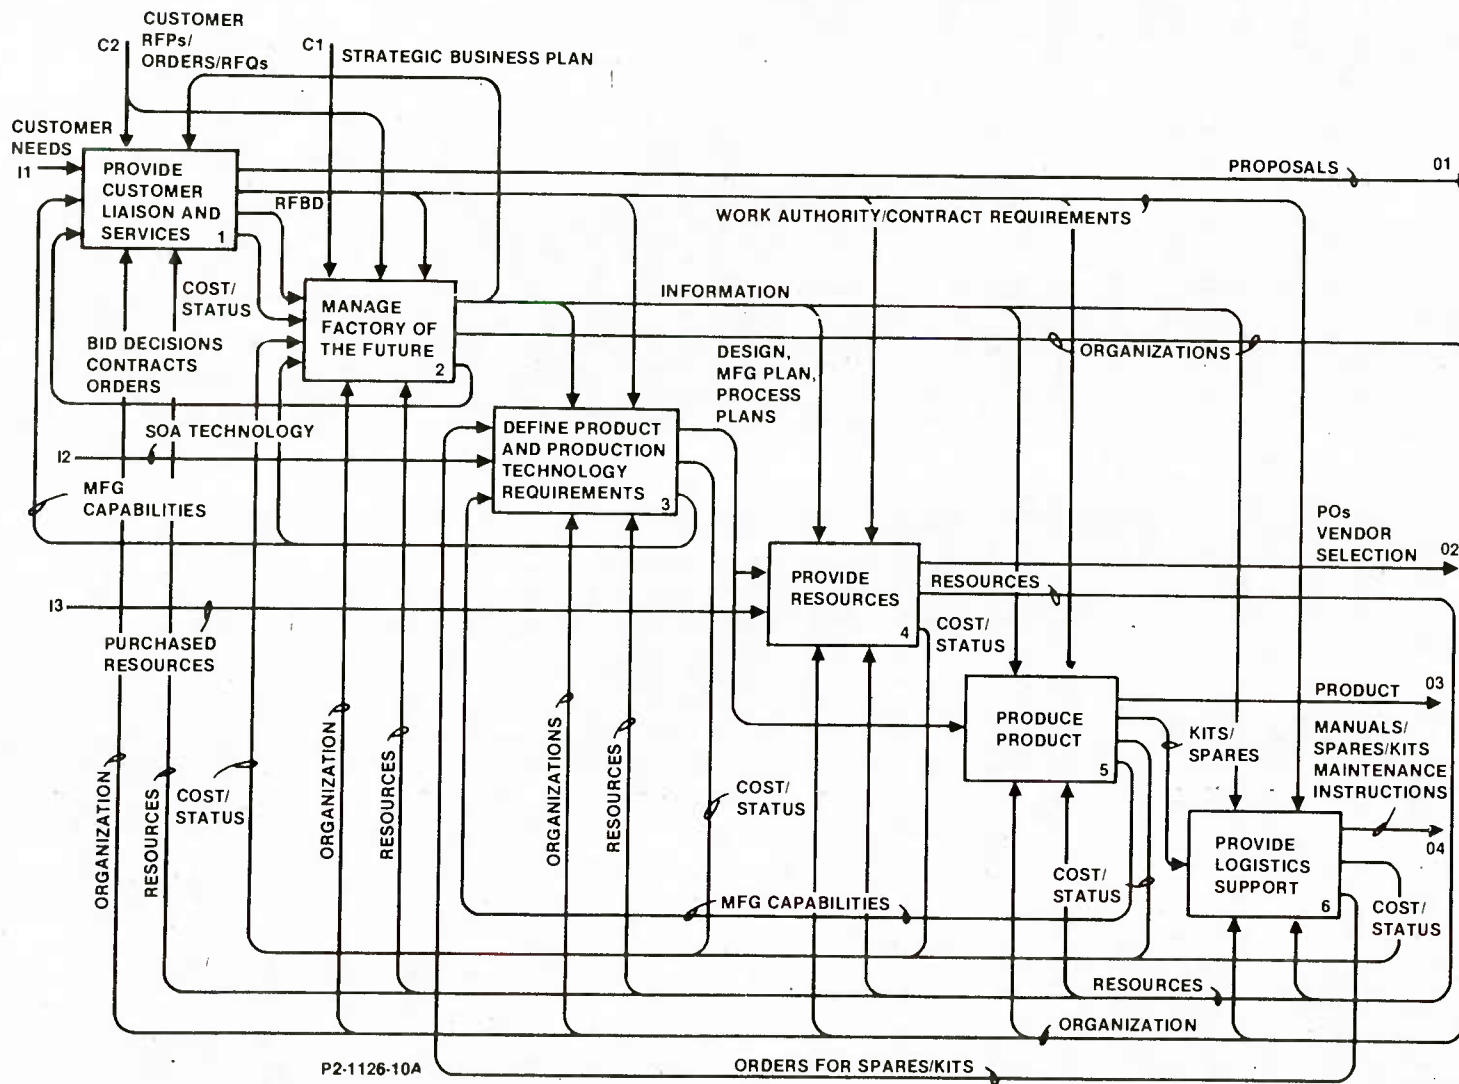 CUSTOMER
RFPs/
ORDERS/RFQs
C2
C1
STRATEGIC BUSINESS PLAN
CUSTOMER
NEEDS
I1
PROVIDE
CUSTOMER
LIAISON AND
SERVICES
1
PROPOSALS
01
RFBD
WORK AUTHORITY/CONTRACT REQUIREMENTS
COST/
STATUS
MANAGE
FACTORY OF
THE FUTURE
2
INFORMATION
BID DECISIONS
CONTRACTS
ORDERS
DESIGN,
MFG PLAN,
PROCESS
PLANS
ORGANIZATIONS
SOA TECHNOLOGY
I2
DEFINE PRODUCT
AND PRODUCTION
TECHNOLOGY
REQUIREMENTS
3
MFG
CAPABILITIES
POs
VENDOR
SELECTION
02
I3
PROVIDE
RESOURCES
4
RESOURCES
PURCHASED
RESOURCES
COST/
STATUS
PRODUCE
PRODUCT
5
PRODUCT
03
KITS/
SPARES
MANUALS/
SPARES/KITS
MAINTENANCE
INSTRUCTIONS
04
ORGANIZATION
RESOURCES
COST/
STATUS
ORGANIZATION
RESOURCES
ORGANIZATIONS
RESOURCES
COST/
STATUS
PROVIDE
LOGISTICS
SUPPORT
6
COST/
STATUS
MFG CAPABILITIES
COST/
STATUS
RESOURCES
ORGANIZATION
ORDERS FOR SPARES/KITS
P2-1126-10A